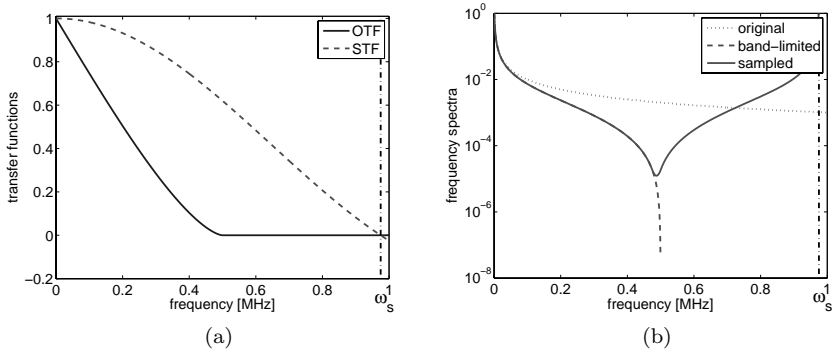 1
0.8
0.6
0.4
0.2
0
−0.2
transfer functions
OTF
STF
0 0.2 0.4 0.6 0.8 1
frequency [MHz]
ωs
(a)
10^0
10^−2
10^−4
10^−6
10^−8
frequency spectra
original
band−limited
sampled
0 0.2 0.4 0.6 0.8 1
frequency [MHz]
ωs
(b)